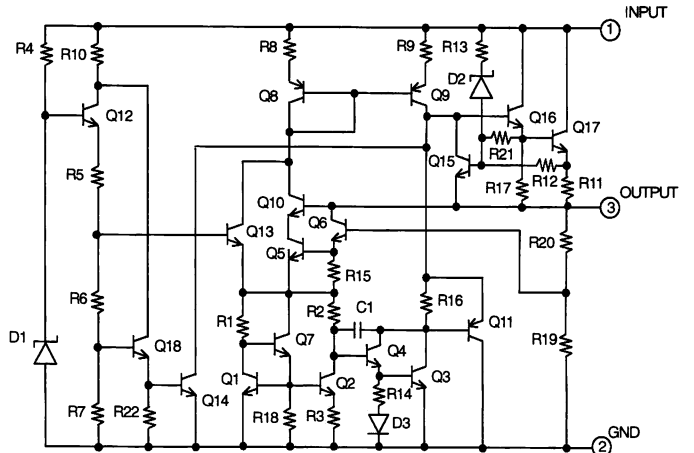 INPUT
1
R4
R10
R8
R9
R13
D2
Q8
Q9
Q12
Q16
Q17
R5
Q15
R21
R12
R17
R11
OUTPUT
3
Q10
Q6
Q13
Q5
R20
R15
R6
R2
C1
R16
Q11
R1
Q7
D1
Q18
Q4
R19
Q1
Q2
Q3
R14
Q14
R7
R22
R18
R3
D3
GND
2